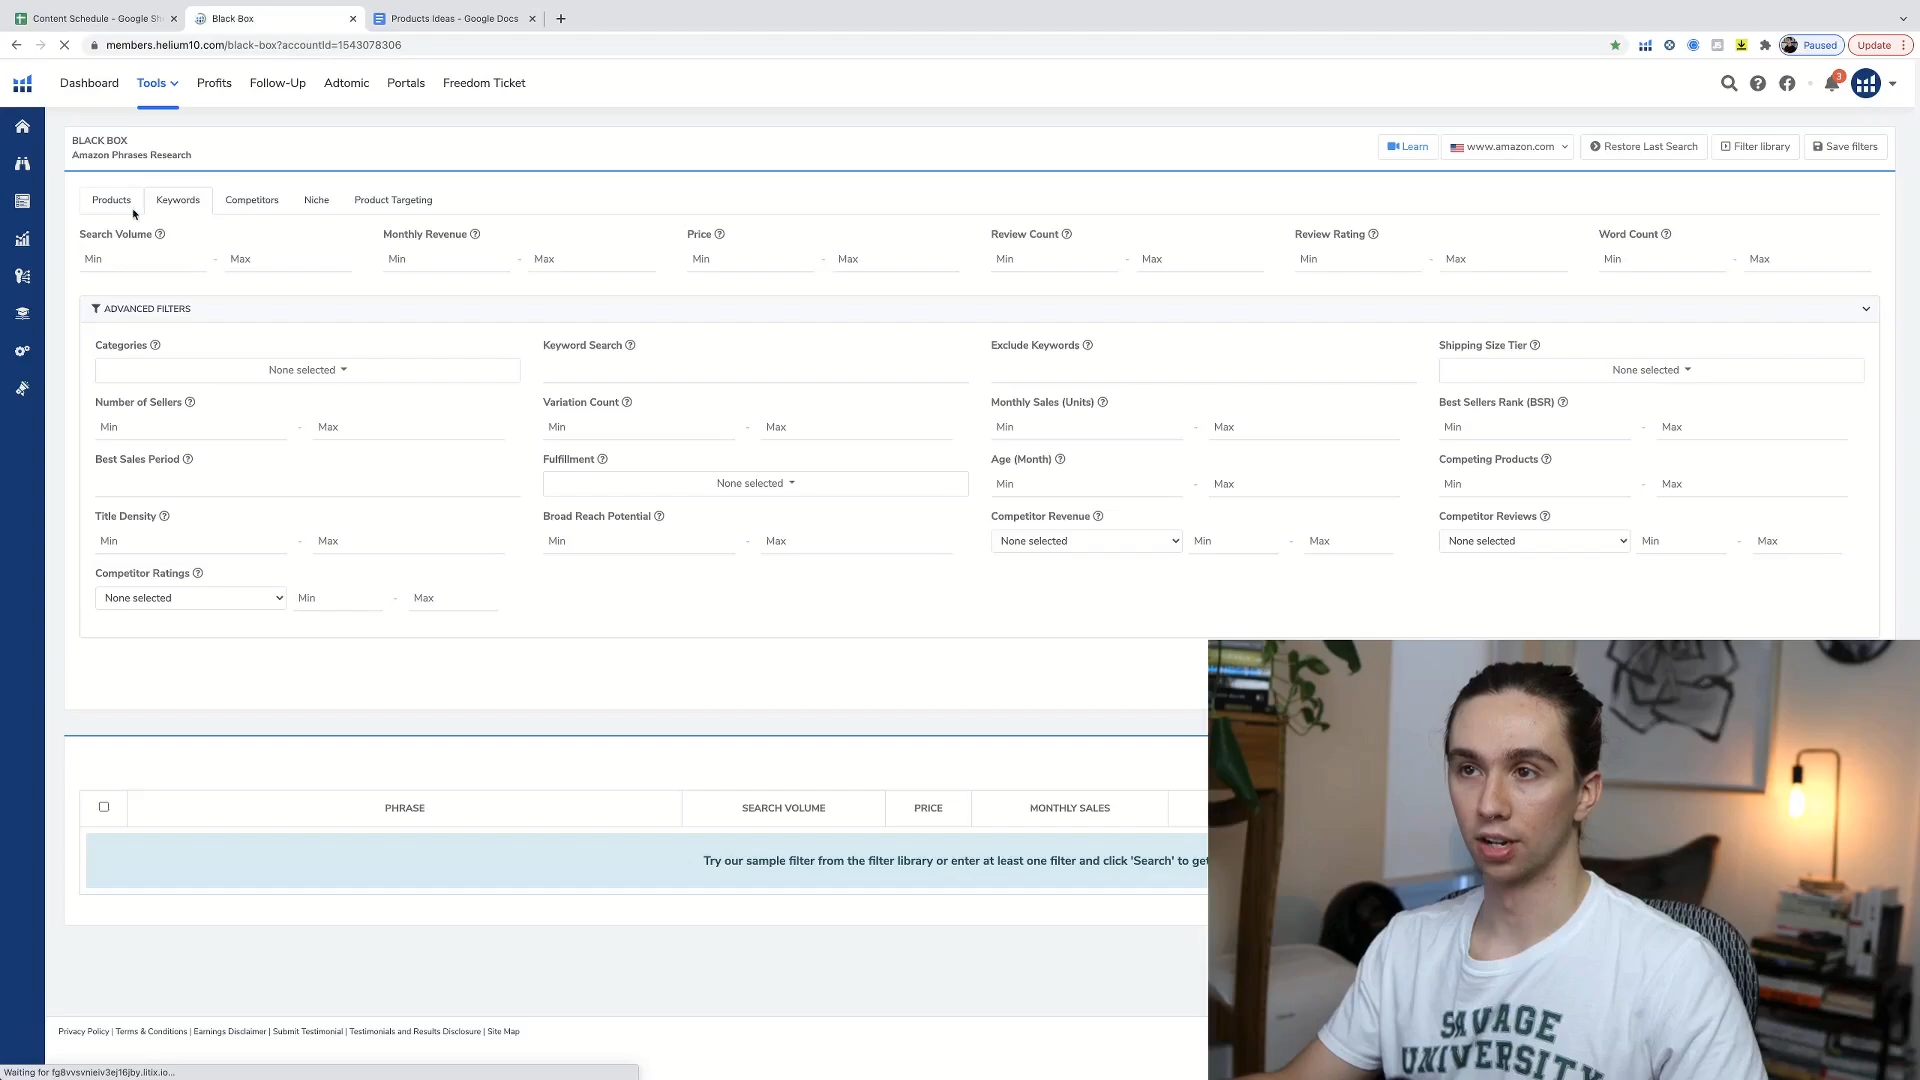 Content Schedule - Google Sh
Black Box
Products Ideas - Google Docs
members.helium10.com/black-box?accountId=1543078306
Paused
Update
Dashboard
Tools
Profits
Follow-Up
Adtomic
Portals
Freedom Ticket
3
BLACK BOX
Amazon Phrases Research
Learn
www.amazon.com
Restore Last Search
Filter library
Save filters
Products
Keywords
Competitors
Niche
Product Targeting
Search Volume
Monthly Revenue
Price
Review Count
Review Rating
Word Count
Min - Max
Min - Max
Min - Max
Min - Max
Min - Max
Min - Max
ADVANCED FILTERS
Categories
Keyword Search
Exclude Keywords
Shipping Size Tier
None selected
None selected
Number of Sellers
Variation Count
Monthly Sales (Units)
Best Sellers Rank (BSR)
Min - Max
Min - Max
Min - Max
Min - Max
Best Sales Period
Fulfillment
Age (Month)
Competing Products
None selected
Min - Max
Min - Max
Title Density
Broad Reach Potential
Competitor Revenue
Competitor Reviews
Min - Max
Min - Max
None selected
Min - Max
None selected
Min - Max
Competitor Ratings
None selected
Min - Max
PHRASE
SEARCH VOLUME
PRICE
MONTHLY SALES
Try our sample filter from the filter library or enter at least one filter and click 'Search' to get
Privacy Policy | Terms & Conditions | Earnings Disclaimer | Submit Testimonial | Testimonials and Results Disclosure | Site Map
Waiting for fg8vvsvnieiv3ej16jby.litix.io...
SAVAGE
UNIVERSITY